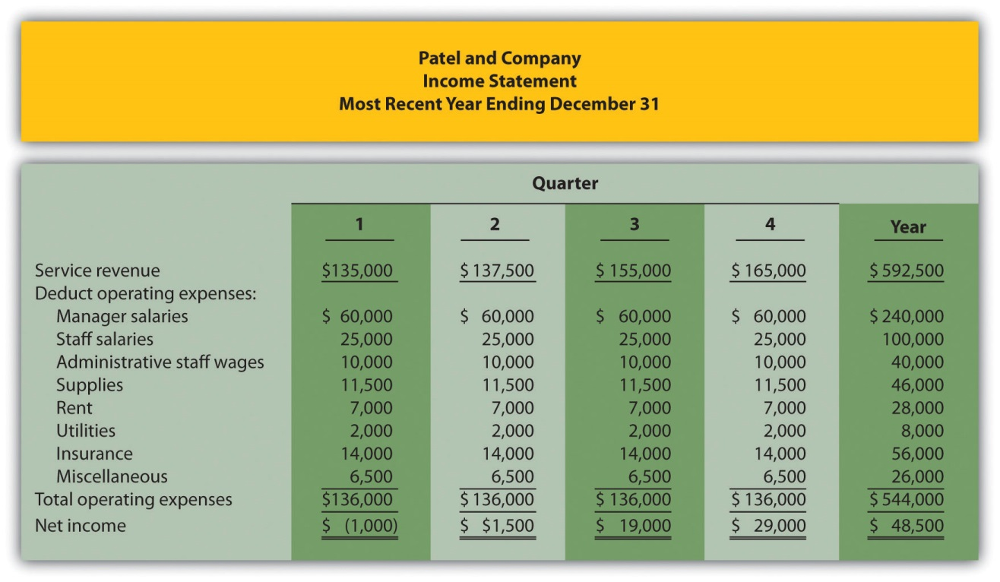 Patel and Company
Income Statement
Most Recent Year Ending December 31
Quarter
1 2 3 4 Year
Service revenue $135,000 $ 137,500 $ 155,000 $ 165,000 $ 592,500
Deduct operating expenses:
Manager salaries $ 60,000 $ 60,000 $ 60,000 $ 60,000 $ 240,000
Staff salaries 25,000 25,000 25,000 25,000 100,000
Administrative staff wages 10,000 10,000 10,000 10,000 40,000
Supplies 11,500 11,500 11,500 11,500 46,000
Rent 7,000 7,000 7,000 7,000 28,000
Utilities 2,000 2,000 2,000 2,000 8,000
Insurance 14,000 14,000 14,000 14,000 56,000
Miscellaneous 6,500 6,500 6,500 6,500 26,000
Total operating expenses $136,000 $ 136,000 $ 136,000 $ 136,000 $ 544,000
Net income $ (1,000) $ $1,500 $ 19,000 $ 29,000 $ 48,500